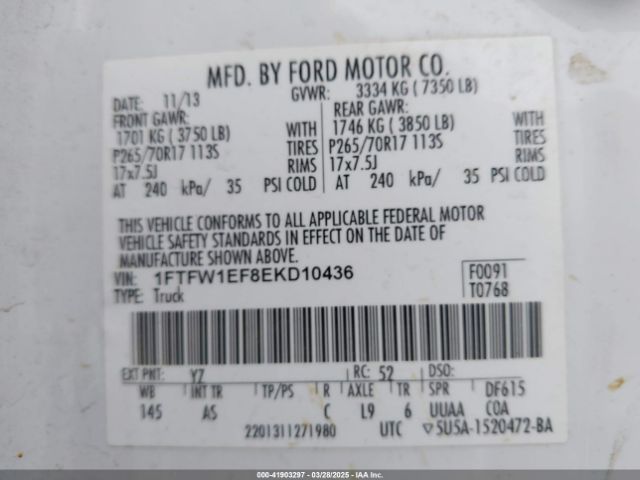 MFD. BY FORD MOTOR CO.
DATE: 11/13 GVWR: 3334 KG ( 7350 LB)
FRONT GAWR: REAR GAWR:
1701 KG ( 3750 LB) WITH 1746 KG ( 3850 LB) WITH
P265/70R17 113S TIRES P265/70R17 113S TIRES
17x7.5J RIMS 17x7.5J RIMS
AT 240 kPa/ 35 PSI COLD AT 240 kPa/ 35 PSI COLD
THIS VEHICLE CONFORMS TO ALL APPLICABLE FEDERAL MOTOR
VEHICLE SAFETY STANDARDS IN EFFECT ON THE DATE OF
MANUFACTURE SHOWN ABOVE.
VIN: 1FTFW1EF8EKD10436 F0091
TYPE: Truck T0768
EXT PNT: YZ RC: 52 DSO:
WB INT TR TP/PS R AXLE TR SPR DF615
145 AS C L9 6 UUAA COA
2201311271980 UTC 5U5A-1520472-BA
000-41903297 03/28/2025 - Copyright IAA, LLC